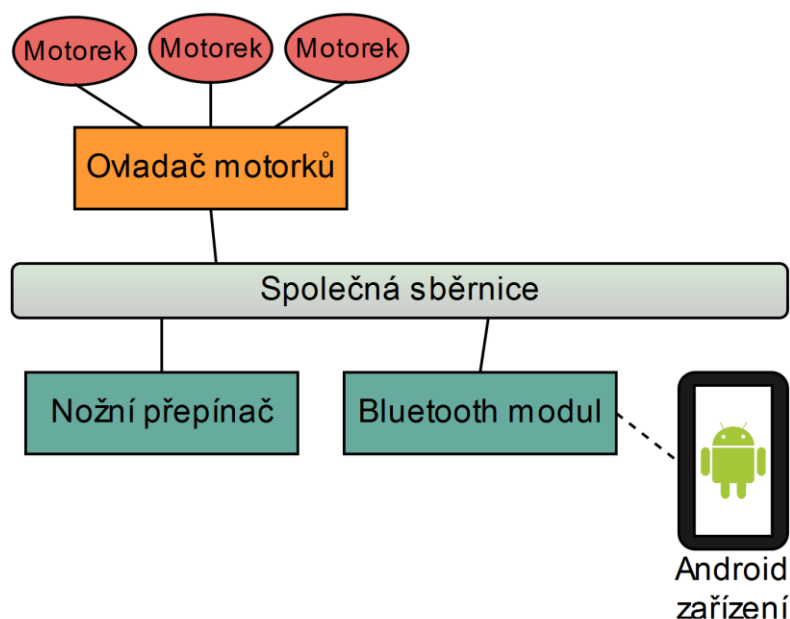 Motorek
Motorek
Motorek
Ovladač motorků
Společná sběrnice
Nožní přepínač
Bluetooth modul
Android
zařízení